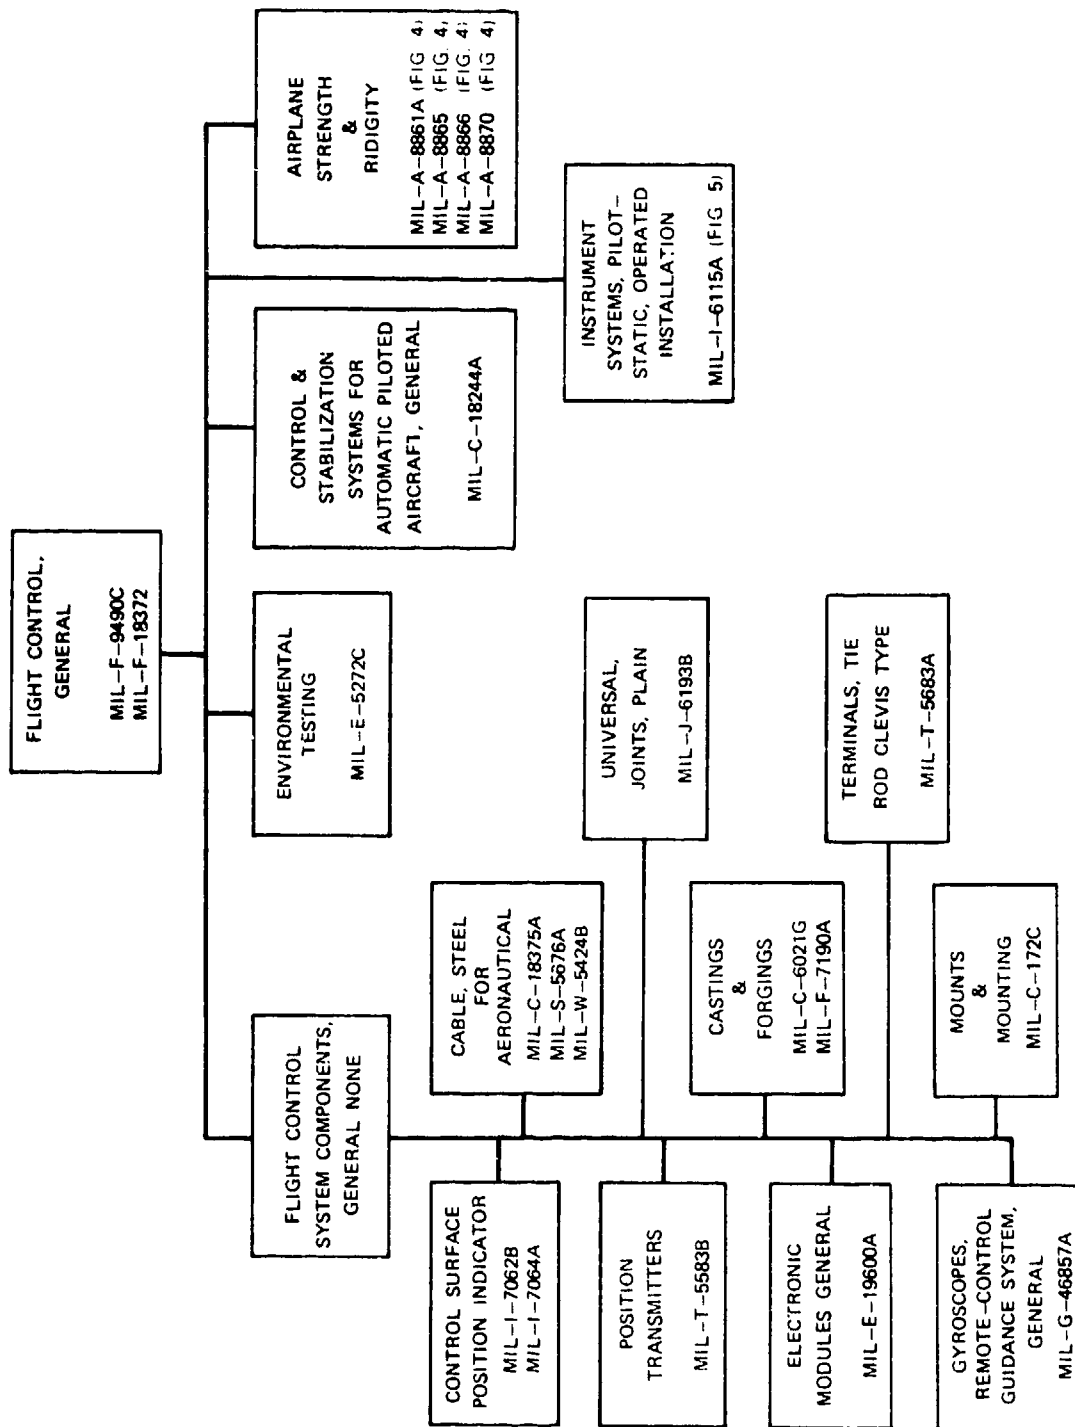 FLIGHT CONTROL,
GENERAL
MIL-F-9490C
MIL-F-18372
FLIGHT CONTROL
SYSTEM COMPONENTS,
GENERAL NONE
ENVIRONMENTAL
TESTING
MIL-E-5272C
CONTROL &
STABILIZATION
SYSTEMS FOR
AUTOMATIC PILOTED
AIRCRAFT, GENERAL
MIL-C-18244A
AIRPLANE
STRENGTH
&
RIDIGITY
MIL-A-8861A (FIG 4)
MIL-A-8865 (FIG. 4)
MIL-A-8866 (FIG. 4)
MIL-A-8870 (FIG 4)
INSTRUMENT
SYSTEMS, PILOT-
STATIC, OPERATED
INSTALLATION
MIL-I-6115A (FIG 5)
CONTROL SURFACE
POSITION INDICATOR
MIL-I-7062B
MIL-I-7064A
CABLE, STEEL
FOR
AERONAUTICAL
MIL-C-18375A
MIL-S-5676A
MIL-W-5424B
UNIVERSAL,
JOINTS, PLAIN
MIL-J-6193B
POSITION
TRANSMITTERS
MIL-T-5583B
CASTINGS
&
FORGINGS
MIL-C-6021G
MIL-F-7190A
TERMINALS, TIE
ROD CLEVIS TYPE
MIL-T-5683A
ELECTRONIC
MODULES GENERAL
MIL-E-19600A
MOUNTS
&
MOUNTING
MIL-C-172C
GYROSCOPES,
REMOTE-CONTROL
GUIDANCE SYSTEM,
GENERAL
MIL-G-46857A